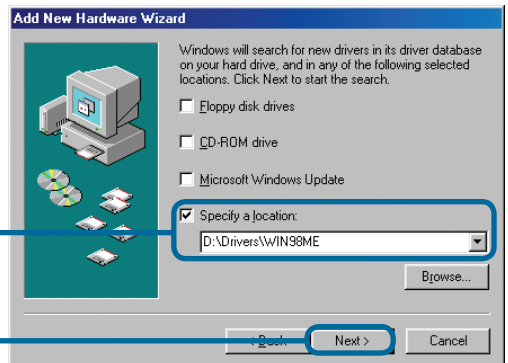 Add New Hardware Wizard
Windows will search for new drivers in its driver database
on your hard drive, and in any of the following selected
locations. Click Next to start the search.
Floppy disk drives
CD-ROM drive
Microsoft Windows Update
Specify a location:
D:\Drivers\WIN98ME
Browse...
< Back
Next >
Cancel